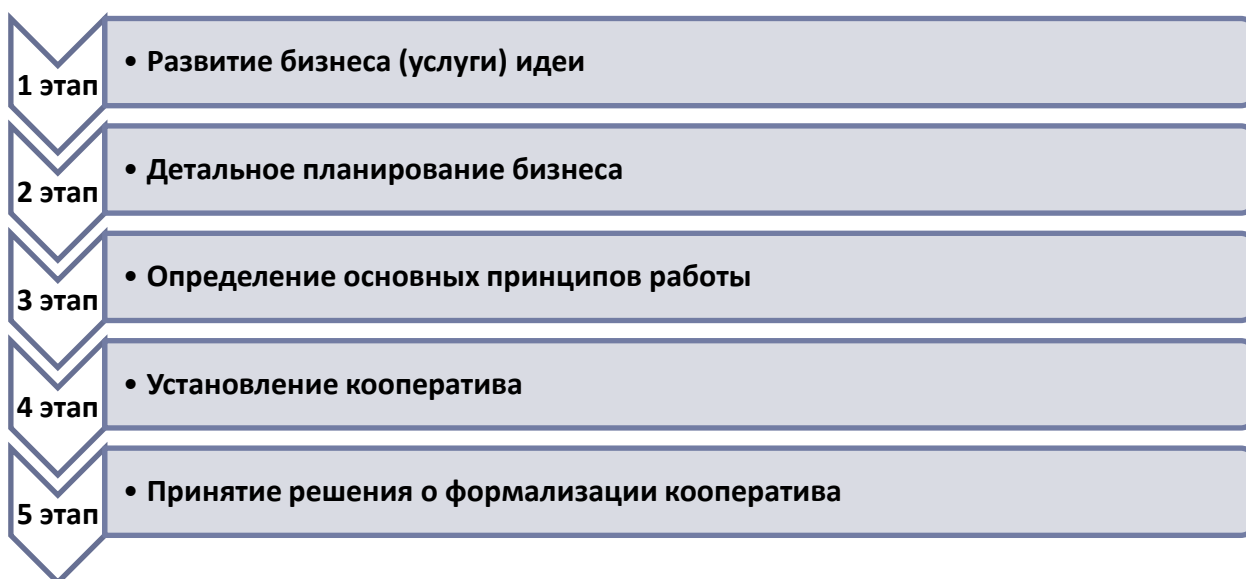 1 этап
• Развитие бизнеса (услуги) идеи
2 этап
• Детальное планирование бизнеса
3 этап
• Определение основных принципов работы
4 этап
• Установление кооператива
5 этап
• Принятие решения о формализации кооператива